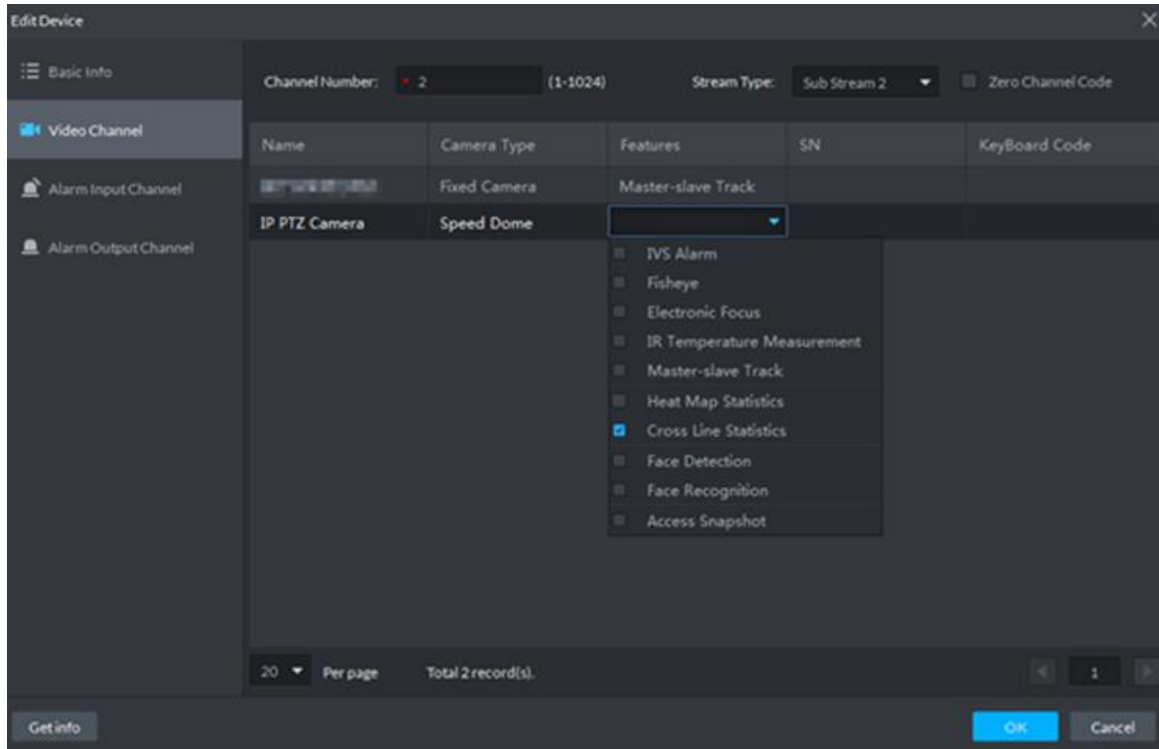 Edit Device
Basic Info
Video Channel
Alarm Input Channel
Alarm Output Channel
Channel Number: * 2 (1-1024) Stream Type: Sub Stream 2 Zero Channel Code
Name Camera Type Features SN KeyBoard Code
Fixed Camera Master-slave Track
IP PTZ Camera Speed Dome
IVS Alarm
Fisheye
Electronic Focus
IR Temperature Measurement
Master-slave Track
Heat Map Statistics
Cross Line Statistics
Face Detection
Face Recognition
Access Snapshot
20 Per page Total 2 record(s). 1
Get info OK Cancel